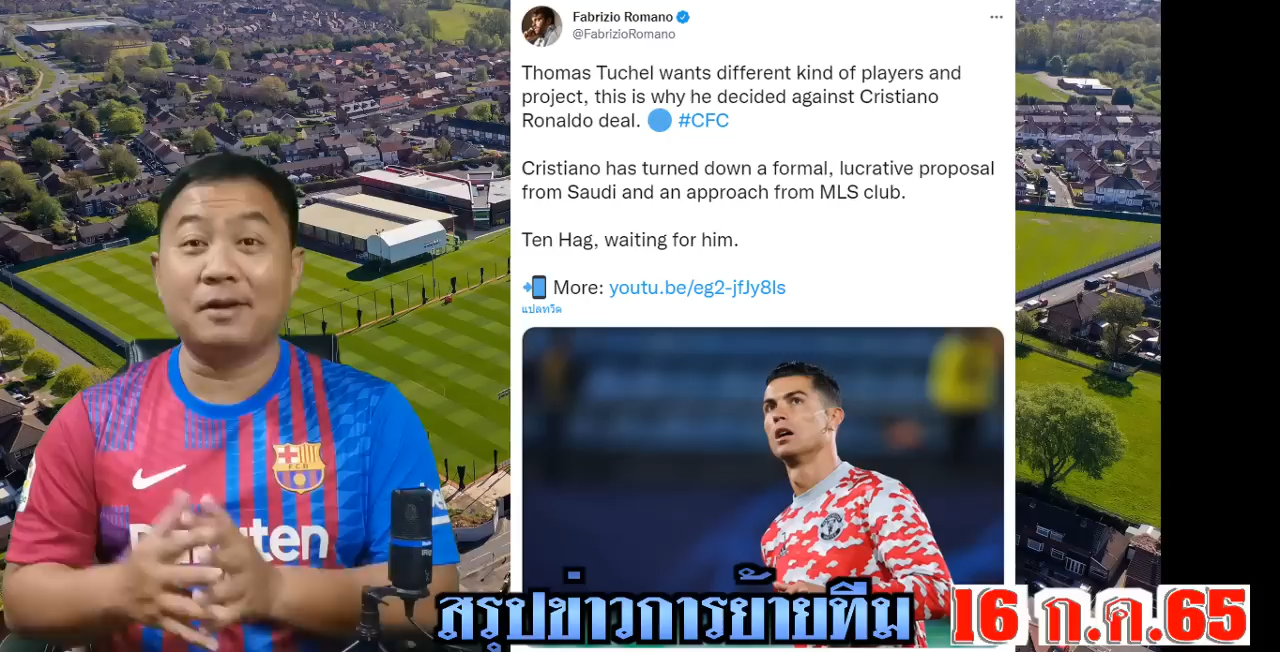 Fabrizio Romano
@FabrizioRomano
Thomas Tuchel wants different kind of players and
project, this is why he decided against Cristiano
Ronaldo deal. 🔵 #CFC
Cristiano has turned down a formal, lucrative proposal
from Saudi and an approach from MLS club.
Ten Hag, waiting for him.
📲 More: youtu.be/eg2-jfJy8Is
แปลทวีต
FCB
สรุปข่าวการย้ายทีม 16 ก.ค.65